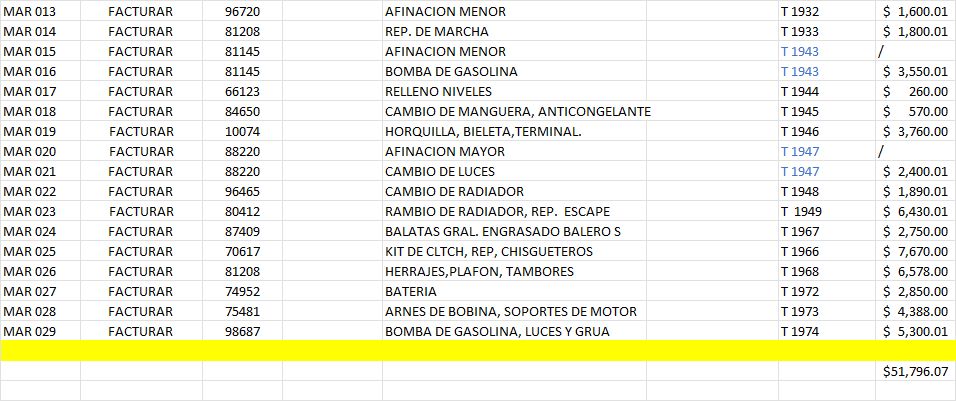 MAR 013 FACTURAR 96720 AFINACION MENOR T 1932 $ 1,600.01
MAR 014 FACTURAR 81208 REP. DE MARCHA T 1933 $ 1,800.01
MAR 015 FACTURAR 81145 AFINACION MENOR T 1943 /
MAR 016 FACTURAR 81145 BOMBA DE GASOLINA T 1943 $ 3,550.01
MAR 017 FACTURAR 66123 RELLENO NIVELES T 1944 $ 260.00
MAR 018 FACTURAR 84650 CAMBIO DE MANGUERA, ANTICONGELANTE T 1945 $ 570.00
MAR 019 FACTURAR 10074 HORQUILLA, BIELETA,TERMINAL. T 1946 $ 3,760.00
MAR 020 FACTURAR 88220 AFINACION MAYOR T 1947 /
MAR 021 FACTURAR 88220 CAMBIO DE LUCES T 1947 $ 2,400.01
MAR 022 FACTURAR 96465 CAMBIO DE RADIADOR T 1948 $ 1,890.01
MAR 023 FACTURAR 80412 RAMBIO DE RADIADOR, REP. ESCAPE T 1949 $ 6,430.01
MAR 024 FACTURAR 87409 BALATAS GRAL. ENGRASADO BALERO S T 1967 $ 2,750.00
MAR 025 FACTURAR 70617 KIT DE CLTCH, REP, CHISGUETEROS T 1966 $ 7,670.00
MAR 026 FACTURAR 81208 HERRAJES,PLAFON, TAMBORES T 1968 $ 6,578.00
MAR 027 FACTURAR 74952 BATERIA T 1972 $ 2,850.00
MAR 028 FACTURAR 75481 ARNES DE BOBINA, SOPORTES DE MOTOR T 1973 $ 4,388.00
MAR 029 FACTURAR 98687 BOMBA DE GASOLINA, LUCES Y GRUA T 1974 $ 5,300.01
$51,796.07